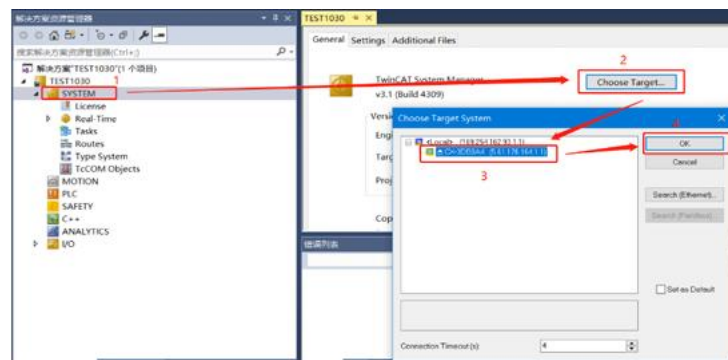 解决方案资源管理器
搜索解决方案资源管理器(Ctrl+;)
解决方案"TEST1030"(1 个项目)
TEST1030
1
SYSTEM
License
Real-Time
Tasks
Routes
Type System
TcCOM Objects
MOTION
PLC
SAFETY
C++
ANALYTICS
I/O
TEST1030
General Settings Additional Files
2
TwinCAT System Manager
v3.1 (Build 4309)
Choose Target...
Choose Target System
4
OK
Cancel
Search (Ethernet)...
Set as Default
3
Connection Timeout (s):
4
错误列表